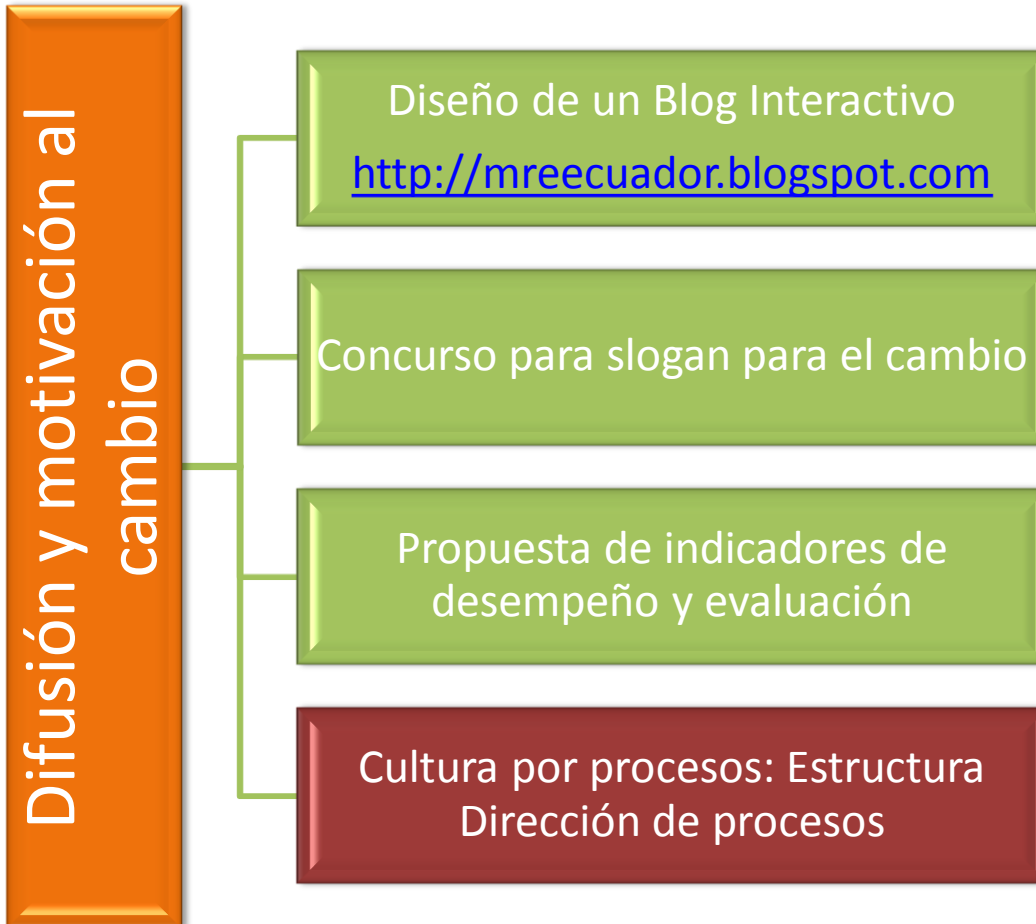 Difusión y motivación al
cambio
Diseño de un Blog Interactivo
http://mreecuador.blogspot.com
Concurso para slogan para el cambio
Propuesta de indicadores de
desempeño y evaluación
Cultura por procesos: Estructura
Dirección de procesos